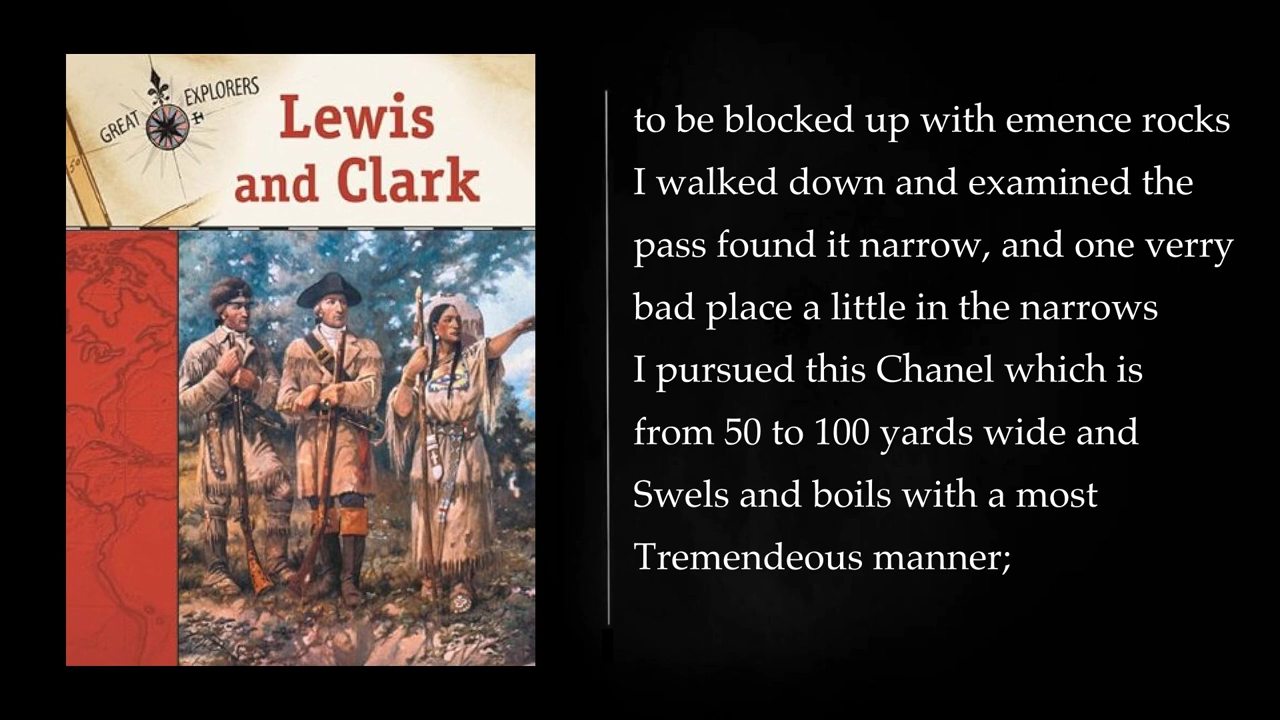 GREAT EXPLORERS
Lewis
and Clark
50
to be blocked up with emence rocks
I walked down and examined the
pass found it narrow, and one verry
bad place a little in the narrows
I pursued this Chanel which is
from 50 to 100 yards wide and
Swels and boils with a most
Tremendeous manner;